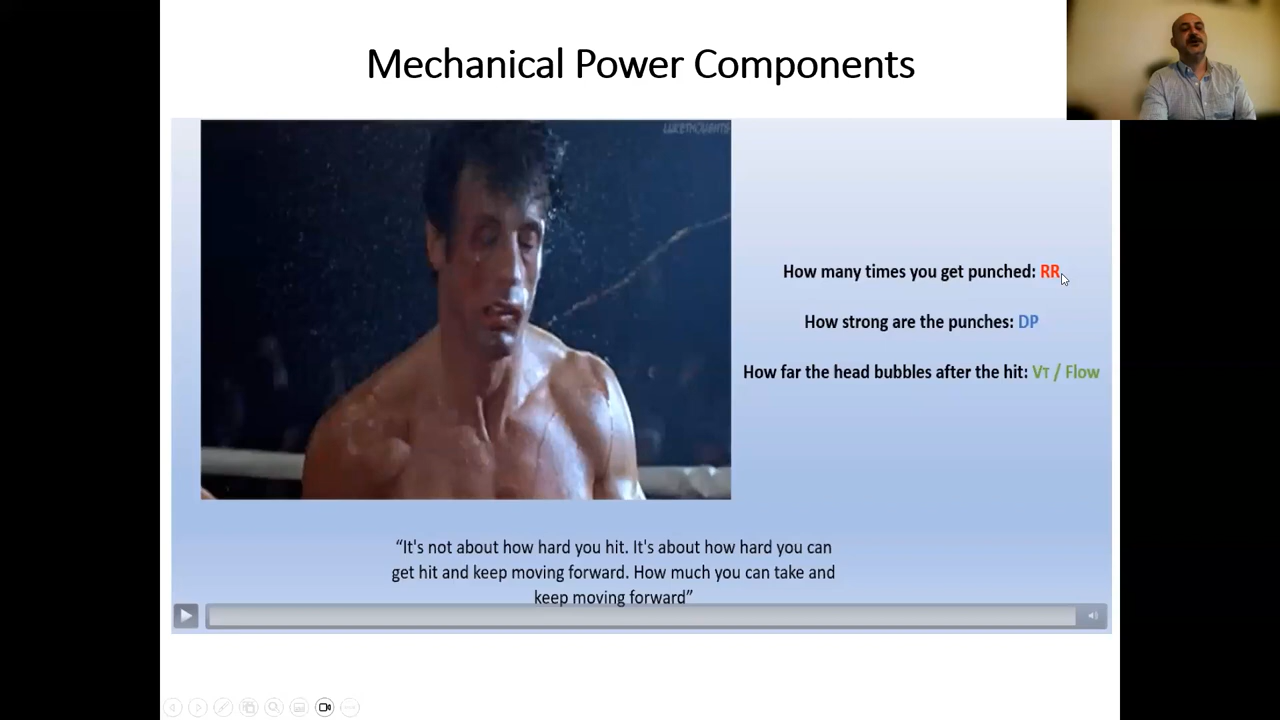 Mechanical Power Components
LUKETHOUGHTS
How many times you get punched: RR
How strong are the punches: DP
How far the head bubbles after the hit: VT / Flow
“It's not about how hard you hit. It's about how hard you can
get hit and keep moving forward. How much you can take and
keep moving forward”